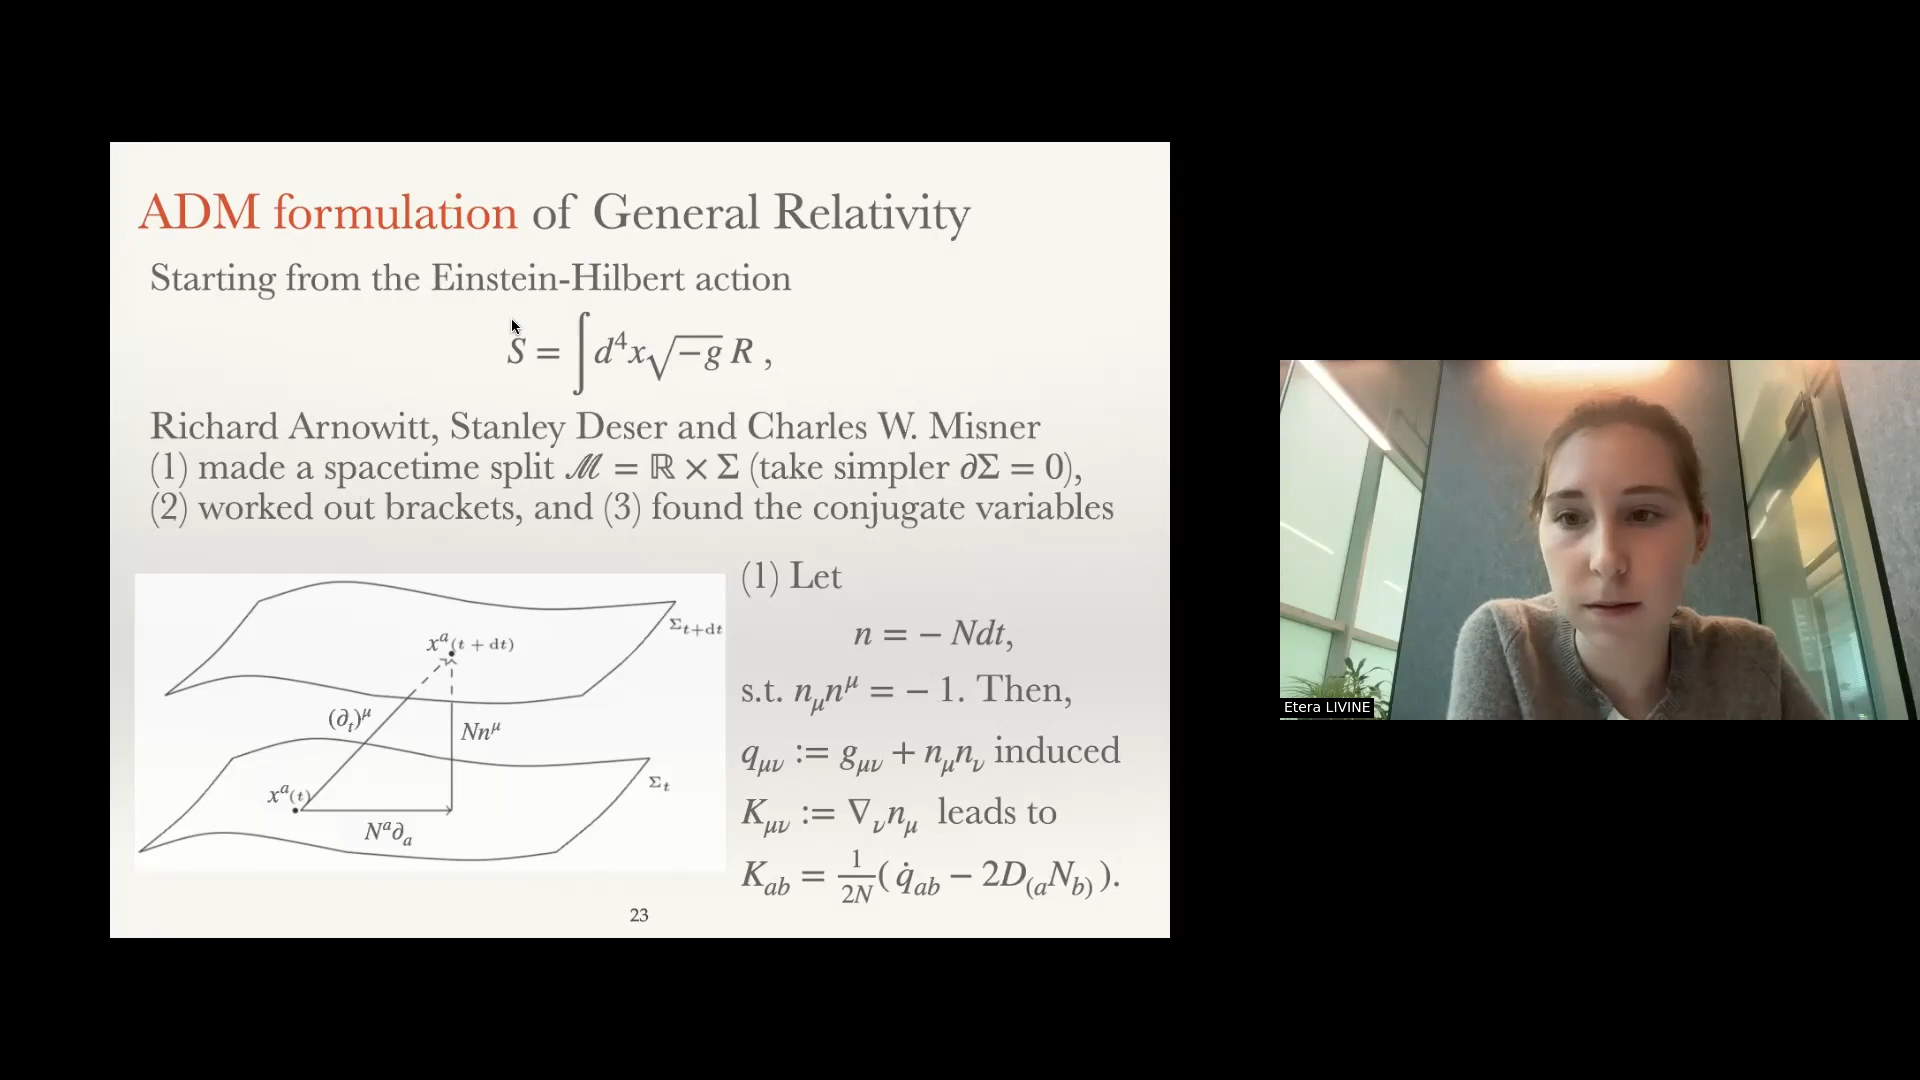 ADM formulation of General Relativity
Starting from the Einstein-Hilbert action
S = ∫ d⁴x√−g R ,
Richard Arnowitt, Stanley Deser and Charles W. Misner
(1) made a spacetime split ℳ = ℝ × Σ (take simpler ∂Σ = 0),
(2) worked out brackets, and (3) found the conjugate variables
(1) Let
n = − Ndt,
s.t. n_μ n^μ = − 1. Then,
q_μν := g_μν + n_μ n_ν induced
K_μν := ∇_ν n_μ leads to
K_ab = 1/2N ( q̇_ab − 2D_(a N_b) ).
Σ_t+dt
x^a(t + dt)
(∂_t)^μ
Nn^μ
Σ_t
x^a(t)
N^a∂_a
23
Etera LIVINE